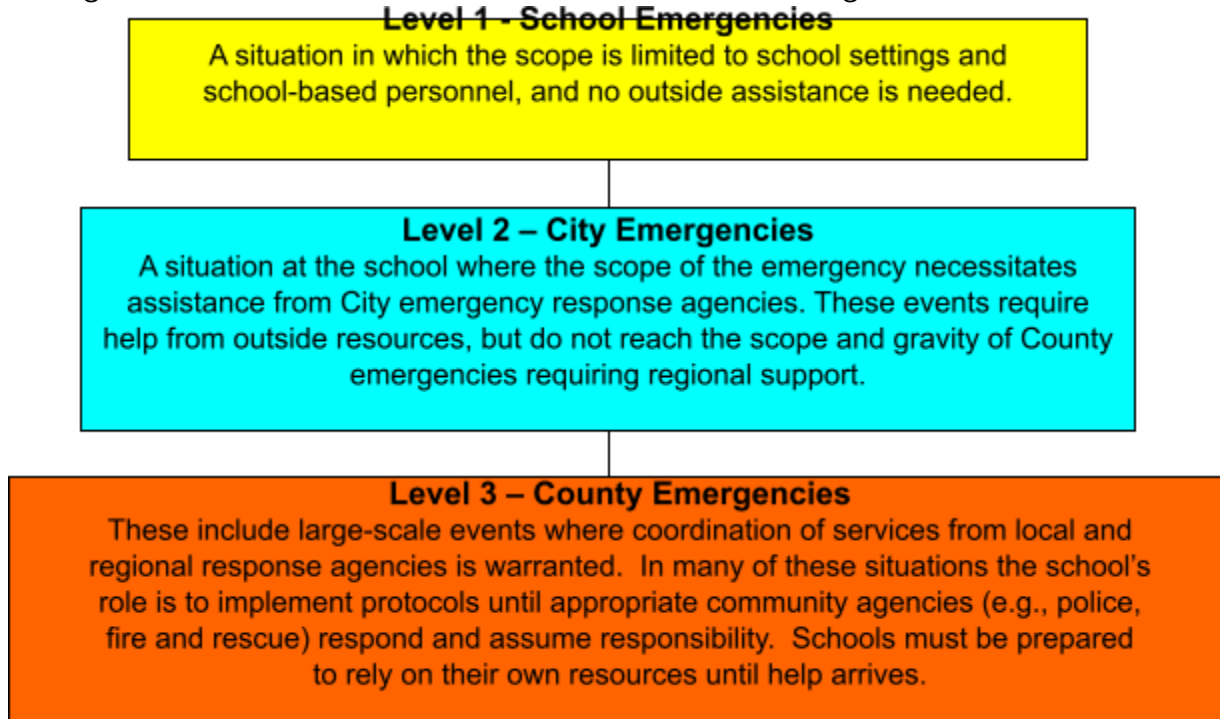 Level 1 - School Emergencies
A situation in which the scope is limited to school settings and
school-based personnel, and no outside assistance is needed.
Level 2 – City Emergencies
A situation at the school where the scope of the emergency necessitates
assistance from City emergency response agencies. These events require
help from outside resources, but do not reach the scope and gravity of County
emergencies requiring regional support.
Level 3 – County Emergencies
These include large-scale events where coordination of services from local and
regional response agencies is warranted.  In many of these situations the school's
role is to implement protocols until appropriate community agencies (e.g., police,
fire and rescue) respond and assume responsibility.  Schools must be prepared
to rely on their own resources until help arrives.